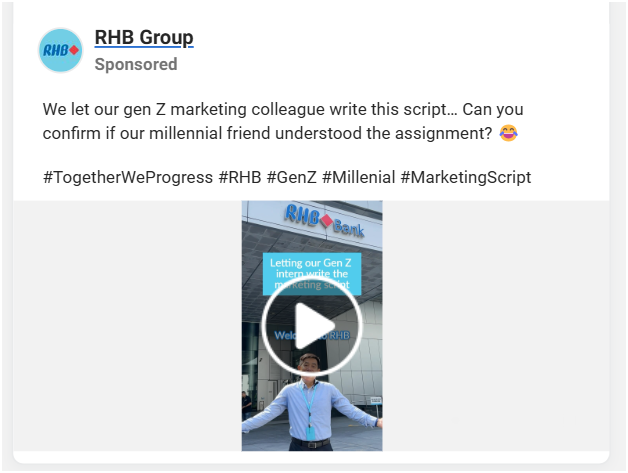 RHB
RHB Group
Sponsored
We let our gen Z marketing colleague write this script... Can you
confirm if our millennial friend understood the assignment? 😂
#TogetherWeProgress #RHB #GenZ #Millenial #MarketingScript
RHB Bank
Letting our Gen Z
intern write the
marketing script
Welcome to RHB